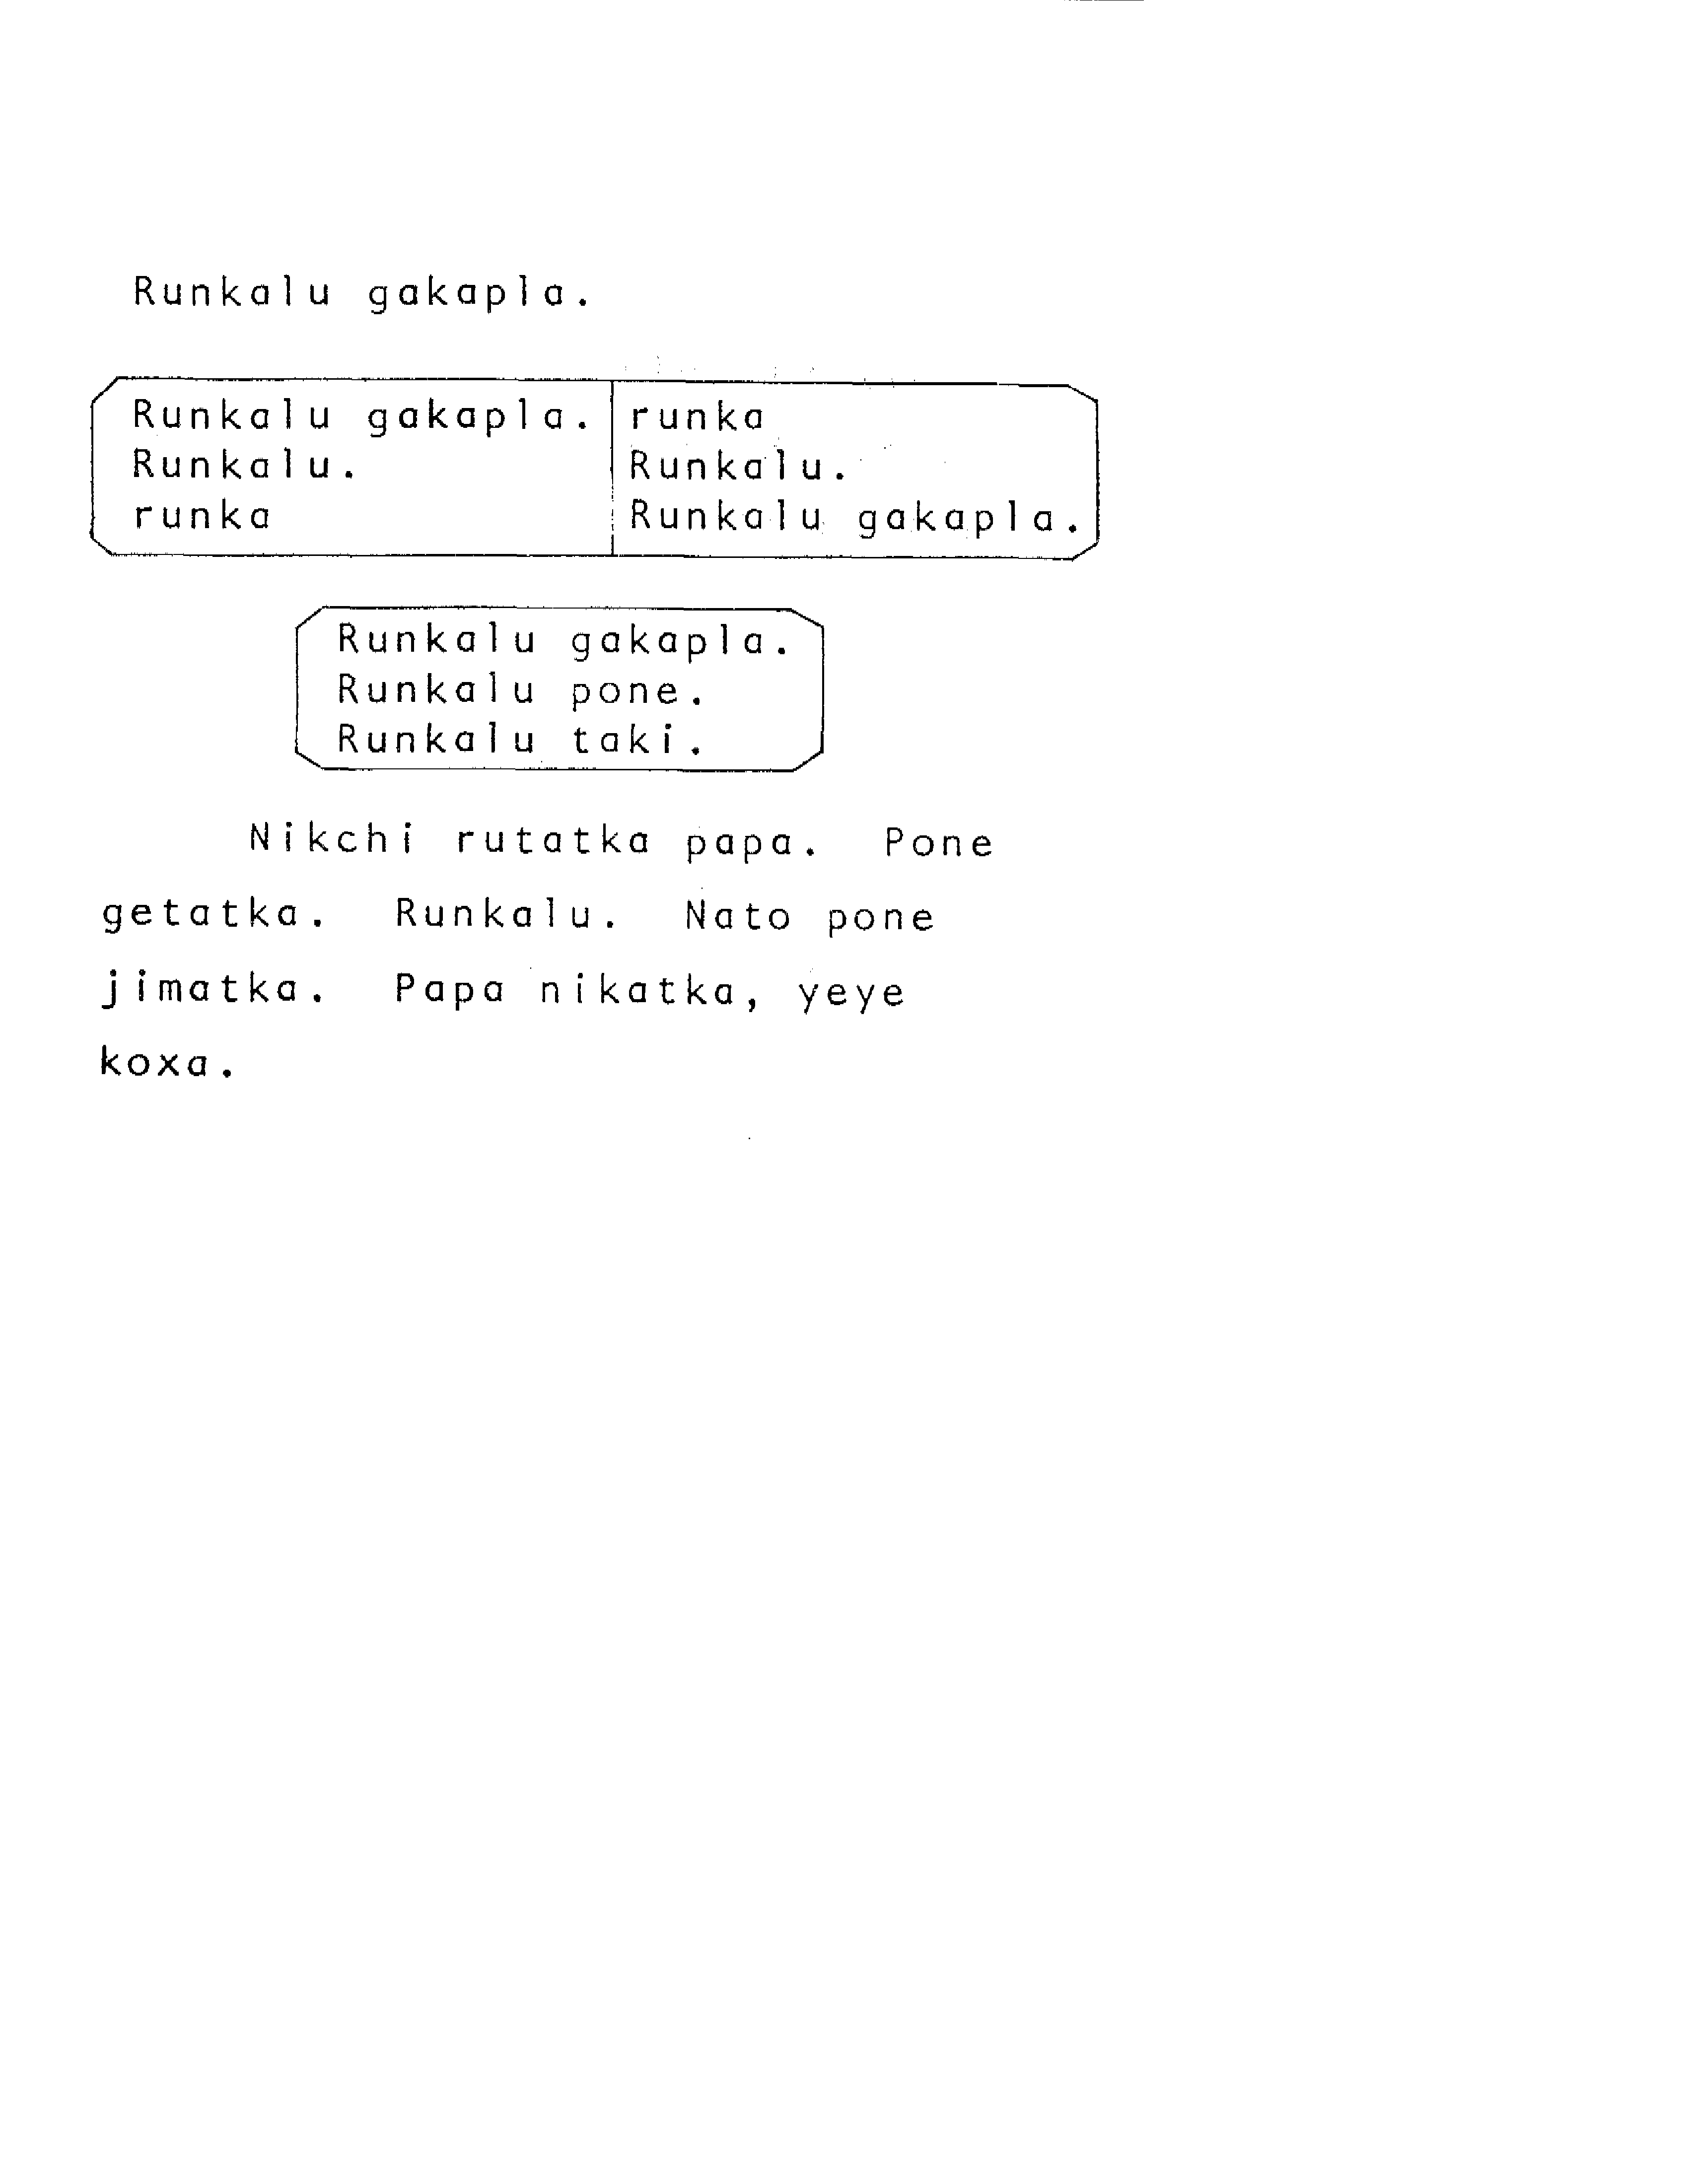 Runkalu gakapla.
Runkalu gakapla.
Runkalu.
runka
runka
Runkalu.
Runkalu gakapla.
Runkalu gakapla.
Runkalu pone.
Runkalu taki.
Nikchi rutatka papa. Pone
getatka. Runkalu. Nato pone
jimatka. Papa nikatka, yeye
koxa.